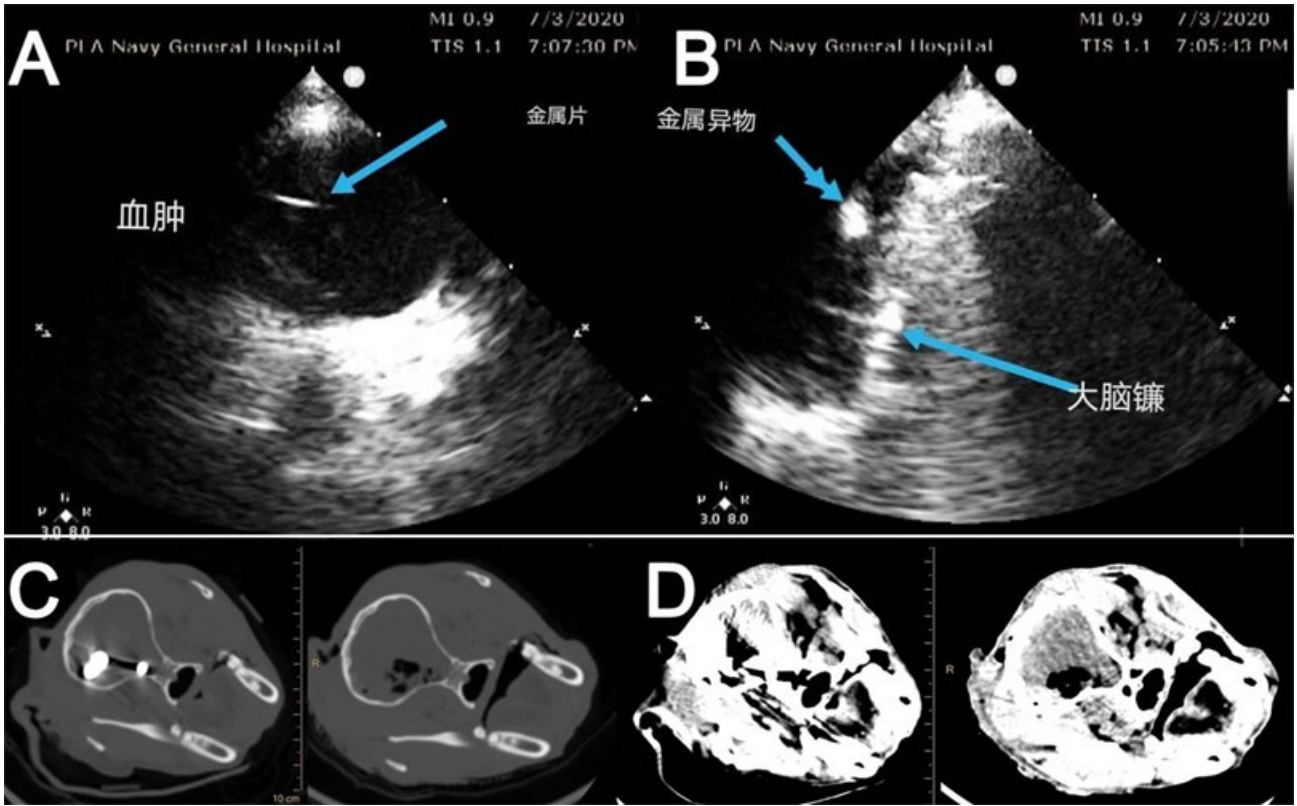 A
MI 0.9 7/3/2020
PLA Navy General Hospital TIS 1.1 7:07:30 PM
P
金属片
血肿
P R
3.0 8.0
B
MI 0.9 7/3/2020
PLA Navy General Hospital TIS 1.1 7:05:43 PM
P
金属异物
大脑镰
P R
3.0 8.0
C
R
10 cm
D
R